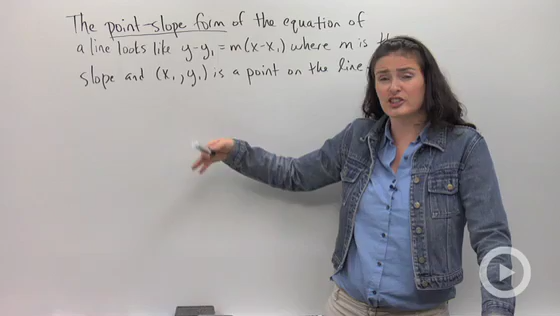 The point-slope form of the equation of
a line looks like y-y₁ = m(x-x₁) where m is the
slope and (x₁, y₁) is a point on the line